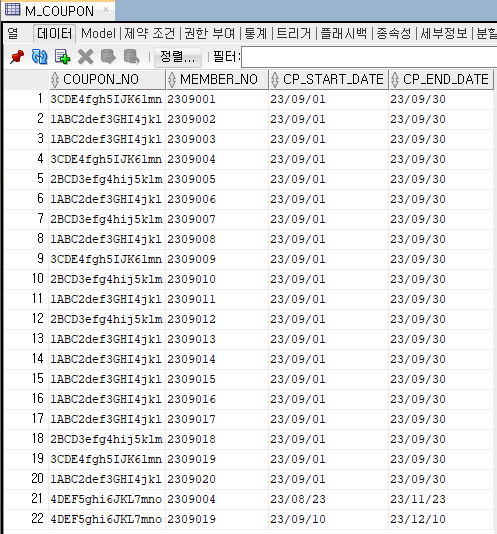 M_COUPON
열 데이터 Model 제약 조건 권한 부여 통계 트리거 플래시백 종속성 세부정보 분할
정렬... 필터:
COUPON_NO MEMBER_NO CP_START_DATE CP_END_DATE
1 3CDE4fgh5IJK6lmn 2309001 23/09/01 23/09/30
2 1ABC2def3GHI4jkl 2309002 23/09/01 23/09/30
3 1ABC2def3GHI4jkl 2309003 23/09/01 23/09/30
4 3CDE4fgh5IJK6lmn 2309004 23/09/01 23/09/30
5 2BCD3efg4hij5klm 2309005 23/09/01 23/09/30
6 1ABC2def3GHI4jkl 2309006 23/09/01 23/09/30
7 2BCD3efg4hij5klm 2309007 23/09/01 23/09/30
8 1ABC2def3GHI4jkl 2309008 23/09/01 23/09/30
9 3CDE4fgh5IJK6lmn 2309009 23/09/01 23/09/30
10 2BCD3efg4hij5klm 2309010 23/09/01 23/09/30
11 1ABC2def3GHI4jkl 2309011 23/09/01 23/09/30
12 2BCD3efg4hij5klm 2309012 23/09/01 23/09/30
13 1ABC2def3GHI4jkl 2309013 23/09/01 23/09/30
14 1ABC2def3GHI4jkl 2309014 23/09/01 23/09/30
15 1ABC2def3GHI4jkl 2309015 23/09/01 23/09/30
16 1ABC2def3GHI4jkl 2309016 23/09/01 23/09/30
17 1ABC2def3GHI4jkl 2309017 23/09/01 23/09/30
18 2BCD3efg4hij5klm 2309018 23/09/01 23/09/30
19 3CDE4fgh5IJK6lmn 2309019 23/09/01 23/09/30
20 1ABC2def3GHI4jkl 2309020 23/09/01 23/09/30
21 4DEF5ghi6JKL7mno 2309004 23/08/23 23/11/23
22 4DEF5ghi6JKL7mno 2309019 23/09/10 23/12/10